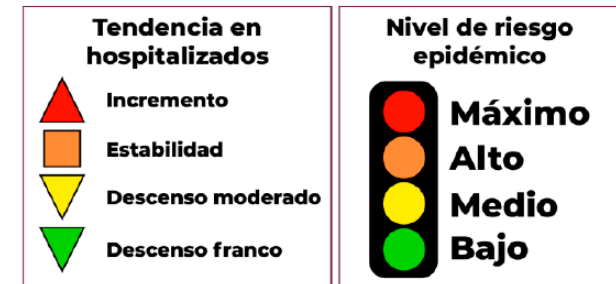 Tendencia en
hospitalizados
Incremento
Estabilidad
Descenso moderado
Descenso franco
Nivel de riesgo
epidémico
Máximo
Alto
Medio
Bajo